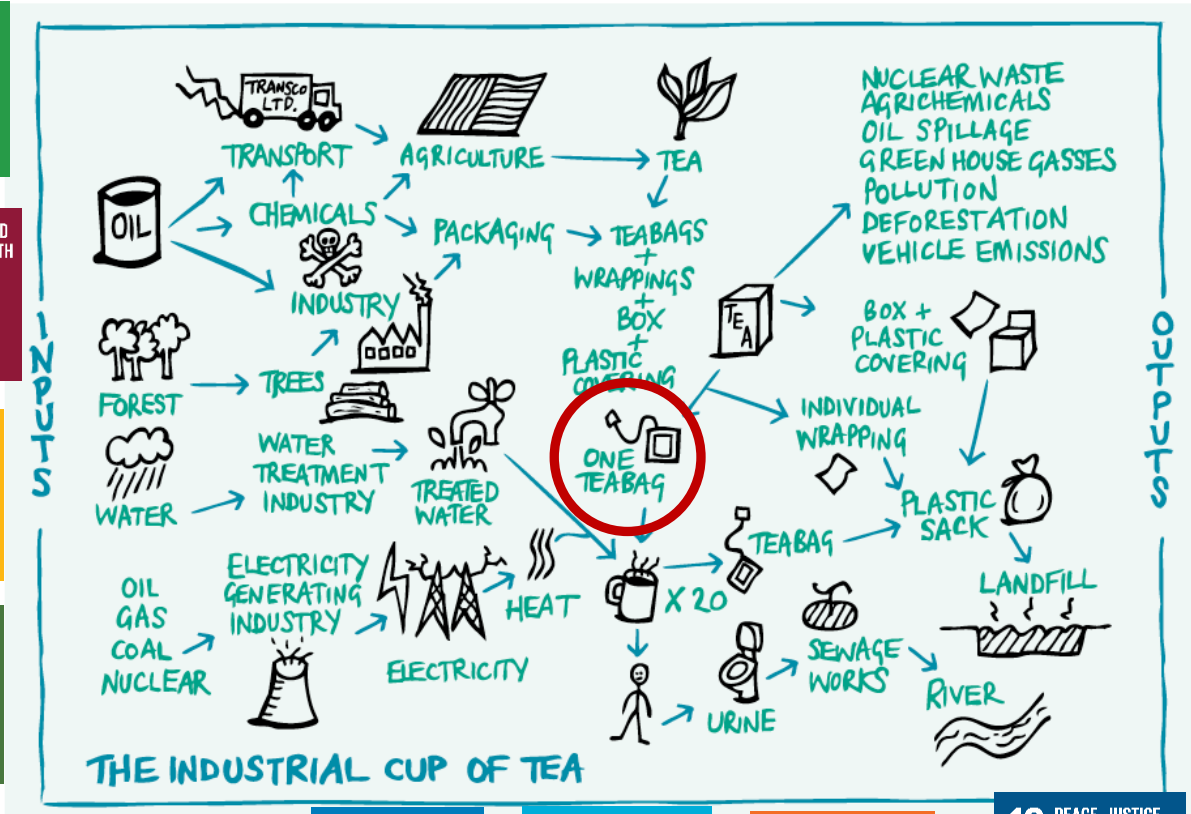 TRANSCO
LTD.
TRANSPORT
AGRICULTURE
TEA
NUCLEAR WASTE
AGRICHEMICALS
OIL SPILLAGE
GREEN HOUSE GASSES
POLLUTION
DEFORESTATION
VEHICLE EMISSIONS
OIL
CHEMICALS
PACKAGING
TEABAGS
+
WRAPPINGS
+
BOX
+
PLASTIC
COVERING
INDUSTRY
TEA
BOX +
PLASTIC
COVERING
INPUTS
OUTPUTS
FOREST
TREES
INDIVIDUAL
WRAPPING
ONE
TEABAG
WATER
WATER
TREATMENT
INDUSTRY
TREATED
WATER
PLASTIC
SACK
TEABAG
LANDFILL
OIL
GAS
COAL
NUCLEAR
ELECTRICITY
GENERATING
INDUSTRY
ELECTRICITY
HEAT
X 20
URINE
SEWAGE
WORKS
RIVER
THE INDUSTRIAL CUP OF TEA